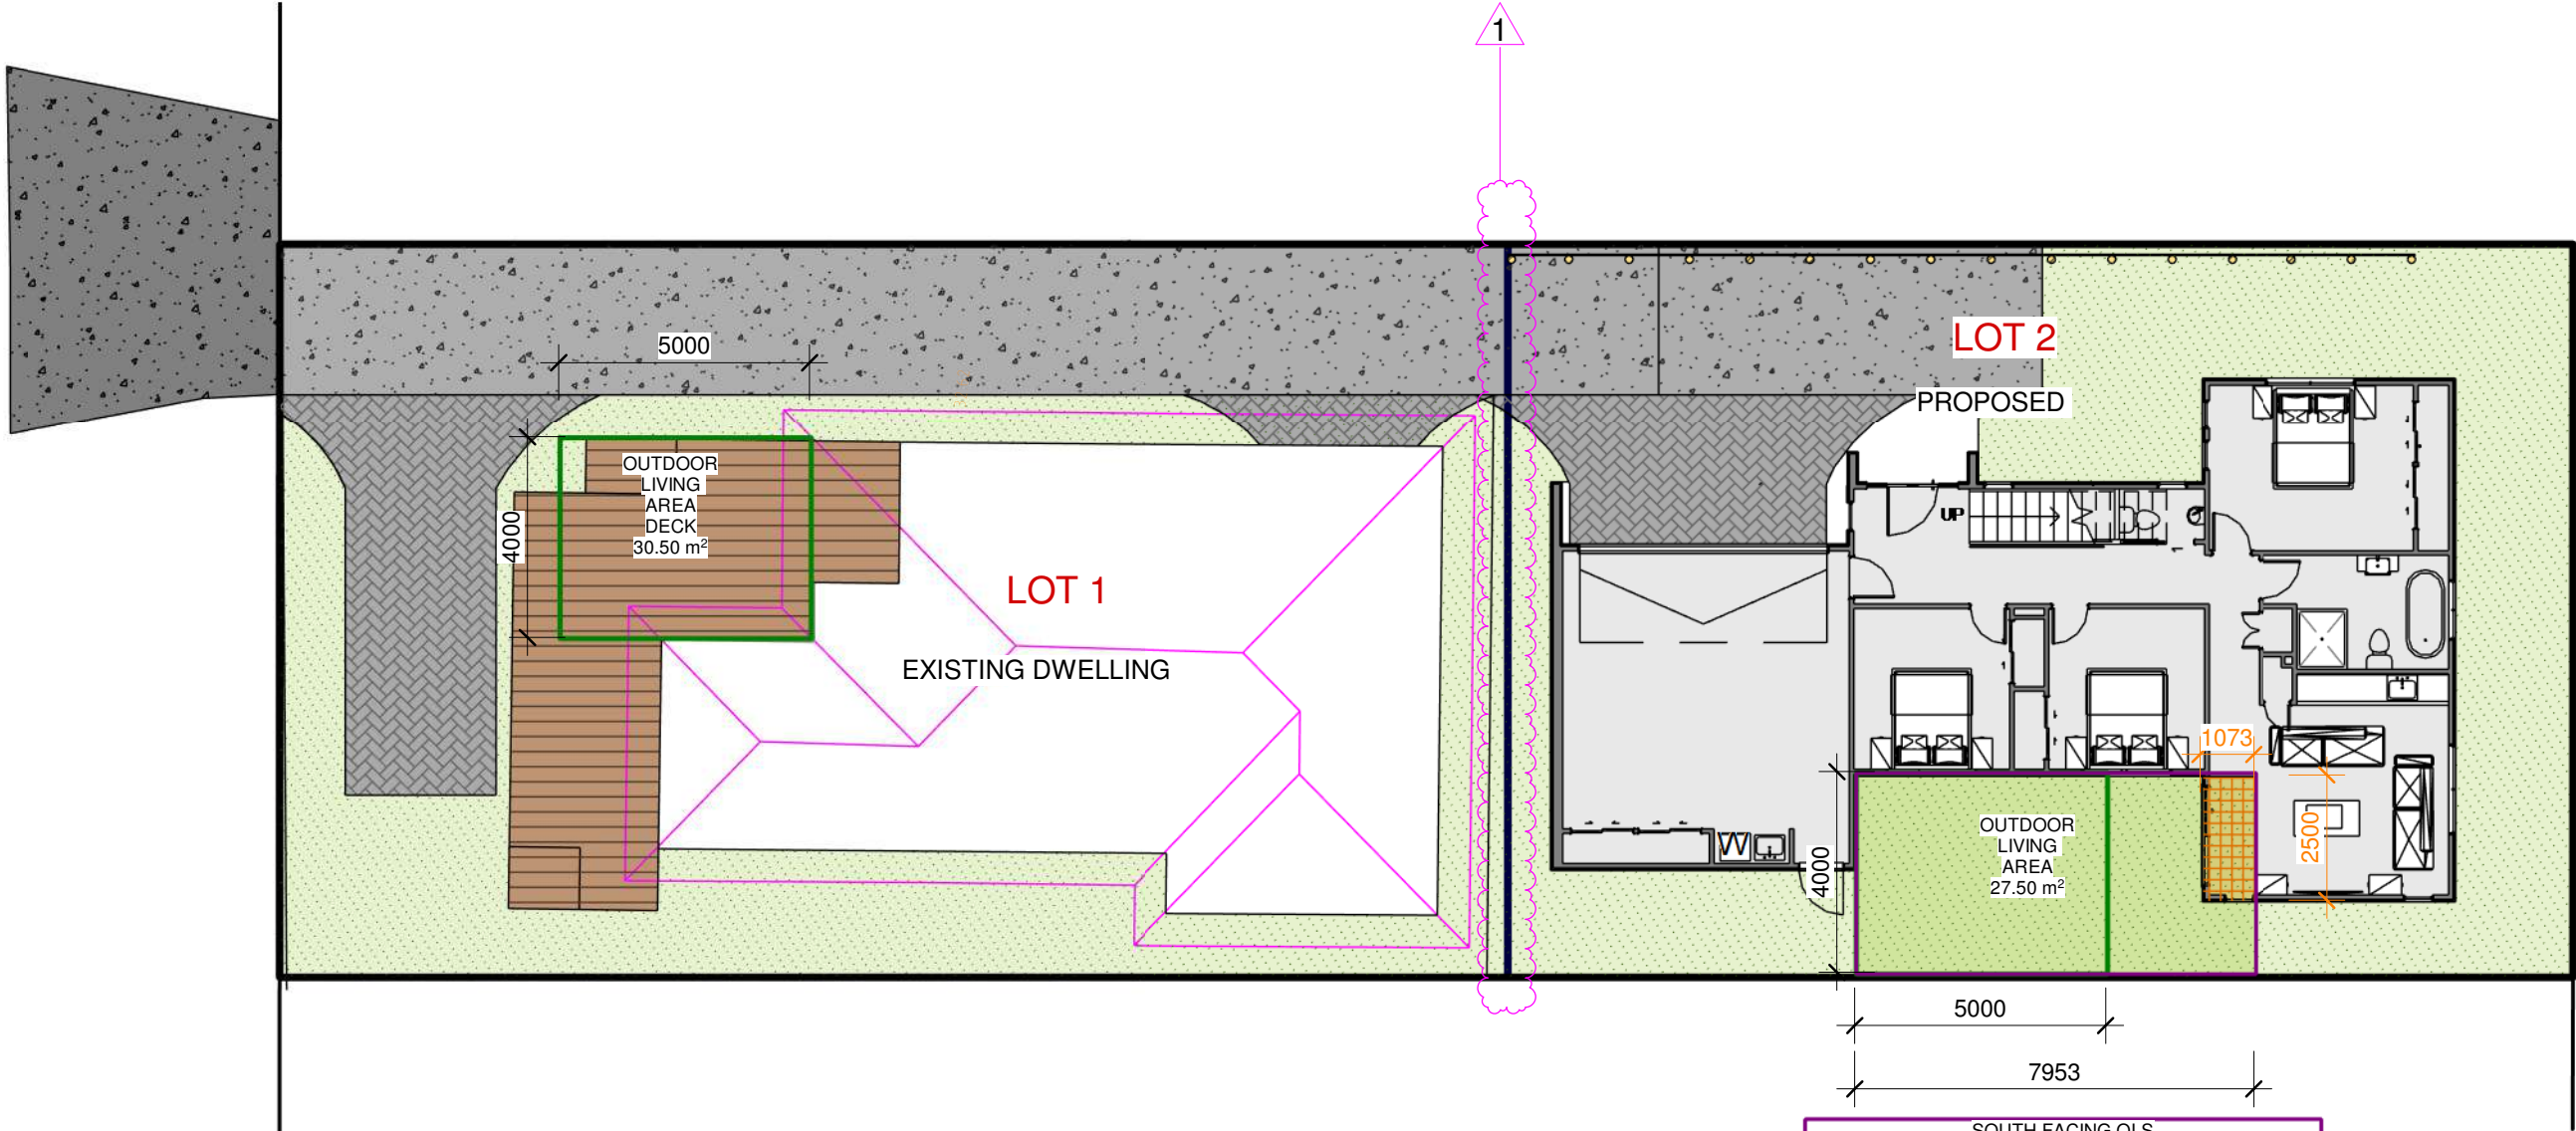 1
5000
LOT 2
PROPOSED
OUTDOOR
LIVING
AREA
DECK
30.50 m²
4000
UP
LOT 1
EXISTING DWELLING
1073
2500
OUTDOOR
LIVING
AREA
27.50 m²
4000
W
5000
7953
SOUTH FACING OLS